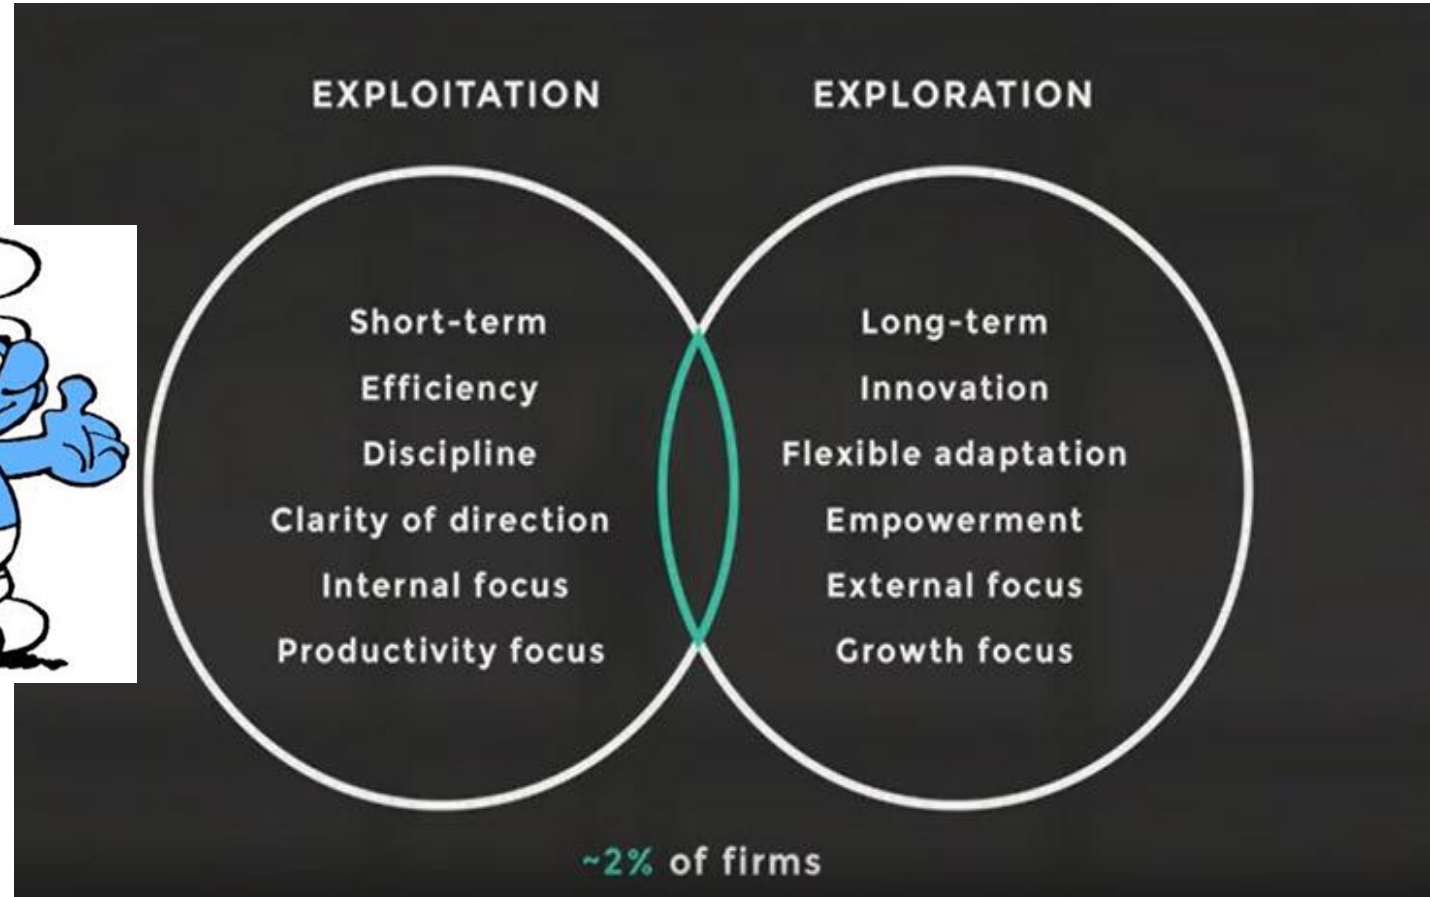 EXPLOITATION
EXPLORATION
Short-term
Efficiency
Discipline
Clarity of direction
Internal focus
Productivity focus
Long-term
Innovation
Flexible adaptation
Empowerment
External focus
Growth focus
~2% of firms